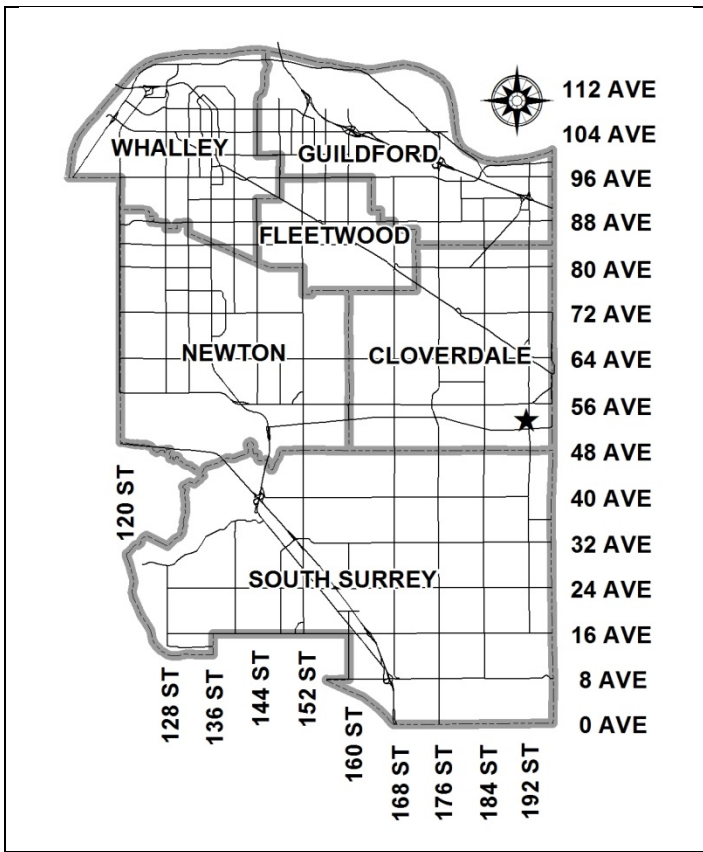 112 AVE
104 AVE
WHALLEY
GUILDFORD
96 AVE
88 AVE
FLEETWOOD
80 AVE
72 AVE
NEWTON
CLOVERDALE
64 AVE
56 AVE
48 AVE
120 ST
40 AVE
32 AVE
SOUTH SURREY
24 AVE
16 AVE
8 AVE
0 AVE
128 ST
136 ST
144 ST
152 ST
160 ST
168 ST
176 ST
184 ST
192 ST